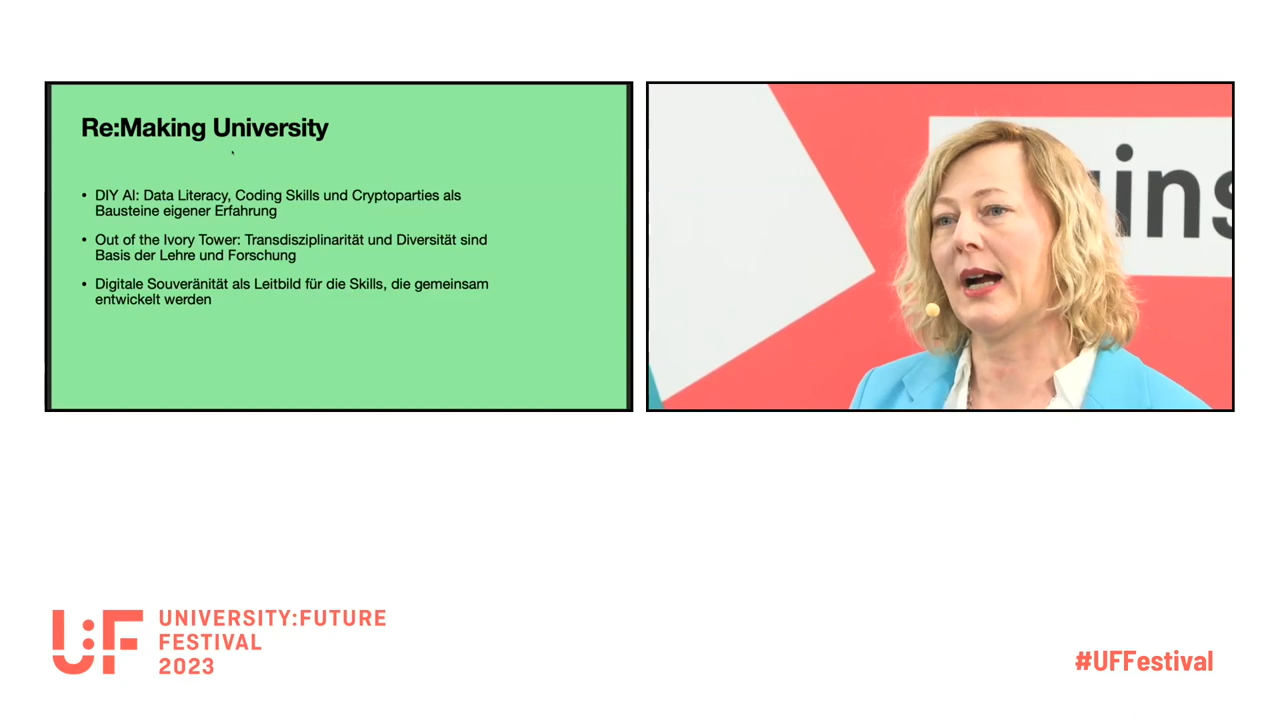 Re:Making University
• DIY AI: Data Literacy, Coding Skills und Cryptoparties als
Bausteine eigener Erfahrung
• Out of the Ivory Tower: Transdisziplinarität und Diversität sind
Basis der Lehre und Forschung
• Digitale Souveränität als Leitbild für die Skills, die gemeinsam
entwickelt werden
U:F
UNIVERSITY:FUTURE
FESTIVAL
2023
#UFFestival